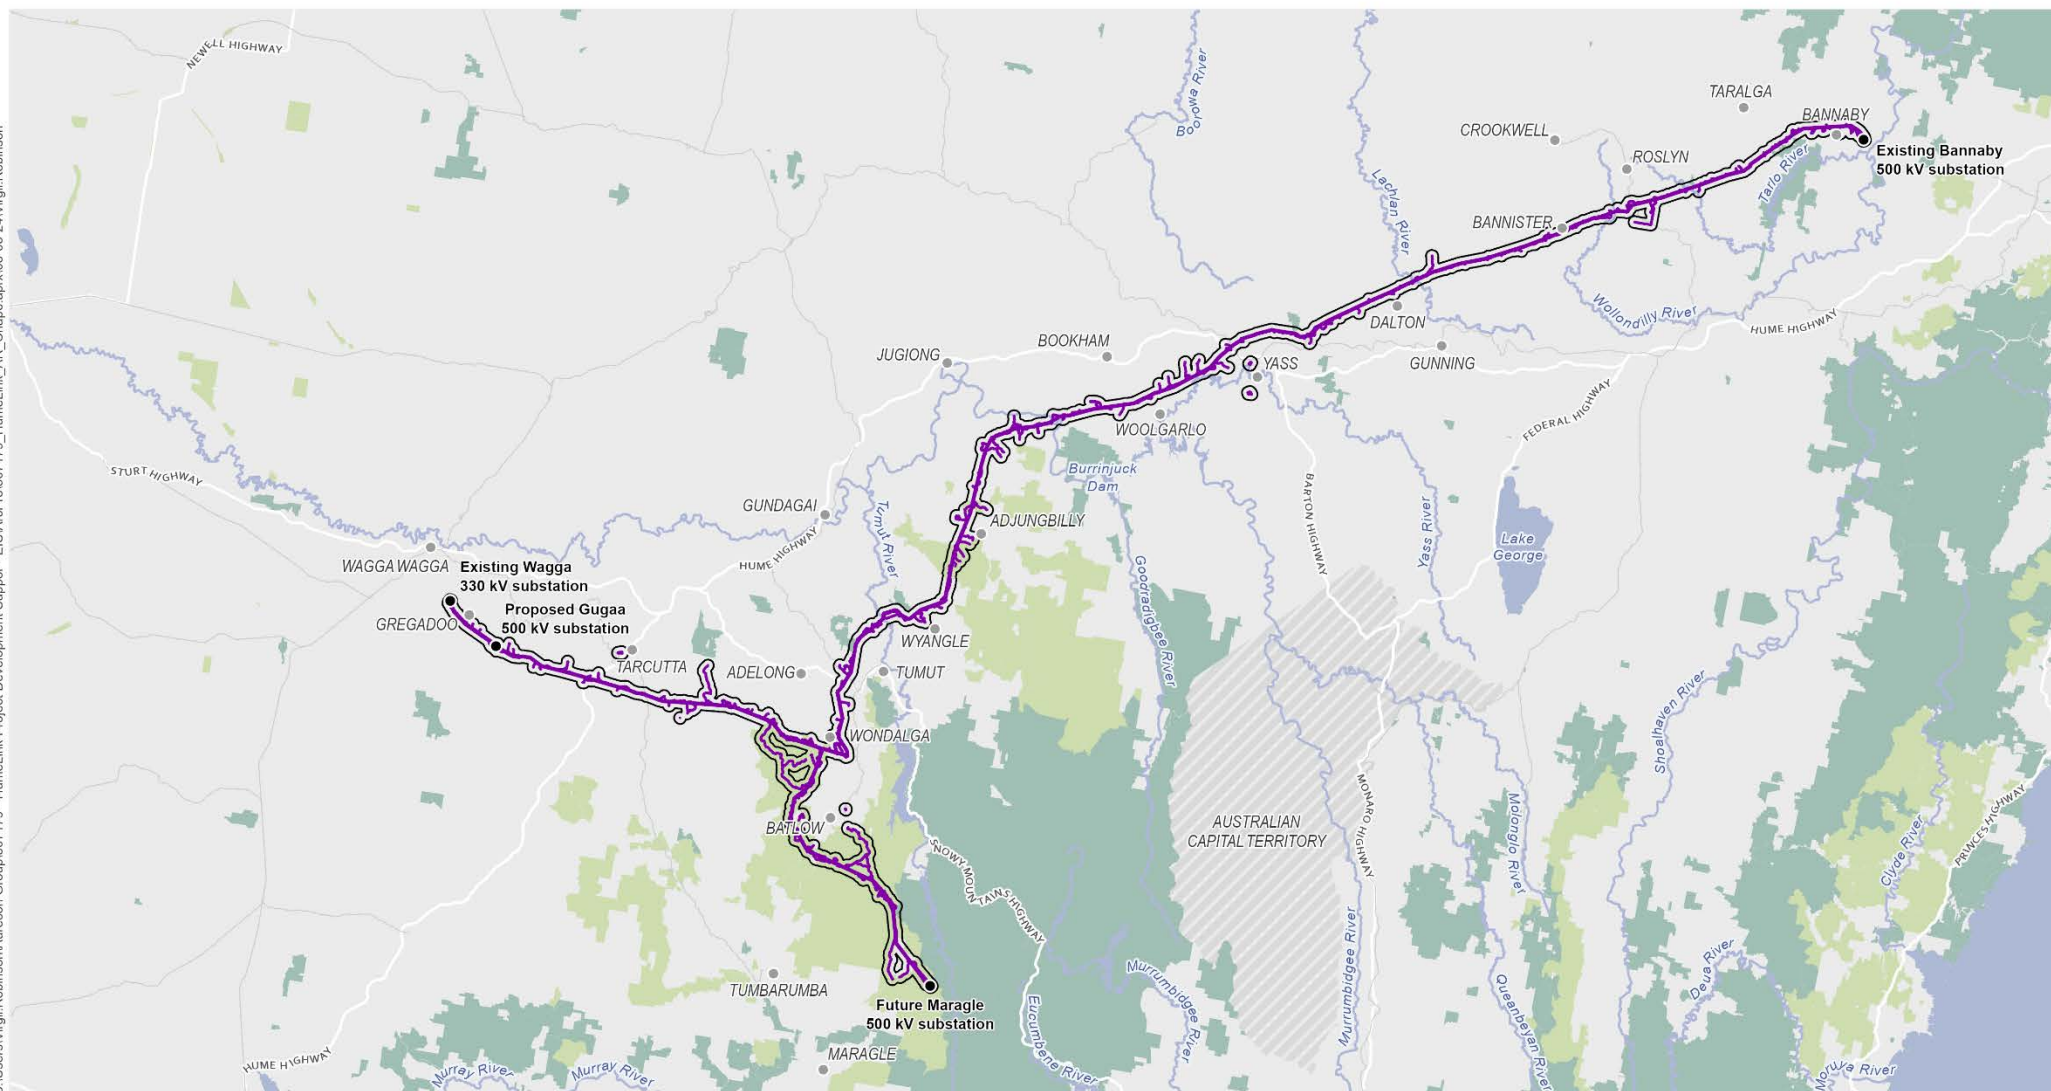 NEWELL HIGHWAY
Boorowa River
Lachlan River
TARALGA
CROOKWELL
BANNABY
ROSLYN
Existing Bannaby
500 kV substation
Tarlo River
BANNISTER
Wollondilly River
HUME HIGHWAY
DALTON
JUGIONG
BOOKHAM
YASS
GUNNING
FEDERAL HIGHWAY
WOOLGARLO
STURT HIGHWAY
Burrinjuck
Dam
BARTON HIGHWAY
Yass River
Lake
George
GUNDAGAI
Tumut River
ADJUNGBILLY
HUME HIGHWAY
Goodradigbee River
WAGGA WAGGA
Existing Wagga
330 kV substation
Proposed Gugaa
500 kV substation
GREGADOO
WYANGLE
TARCUTTA
ADELONG
TUMUT
Shoalhaven River
WONDALGA
BATLOW
SNOWY MOUNTAINS HIGHWAY
AUSTRALIAN
CAPITAL TERRITORY
MONARO HIGHWAY
Molonglo River
Clyde River
PRINCES HIGHWAY
TUMBARUMBA
Future Maragle
500 kV substation
Murrumbidgee River
Murrumbidgee River
Queanbeyan River
Deua River
Eucumbene River
HUME HIGHWAY
Murray River
Murray River
MARAGLE
Moruya River